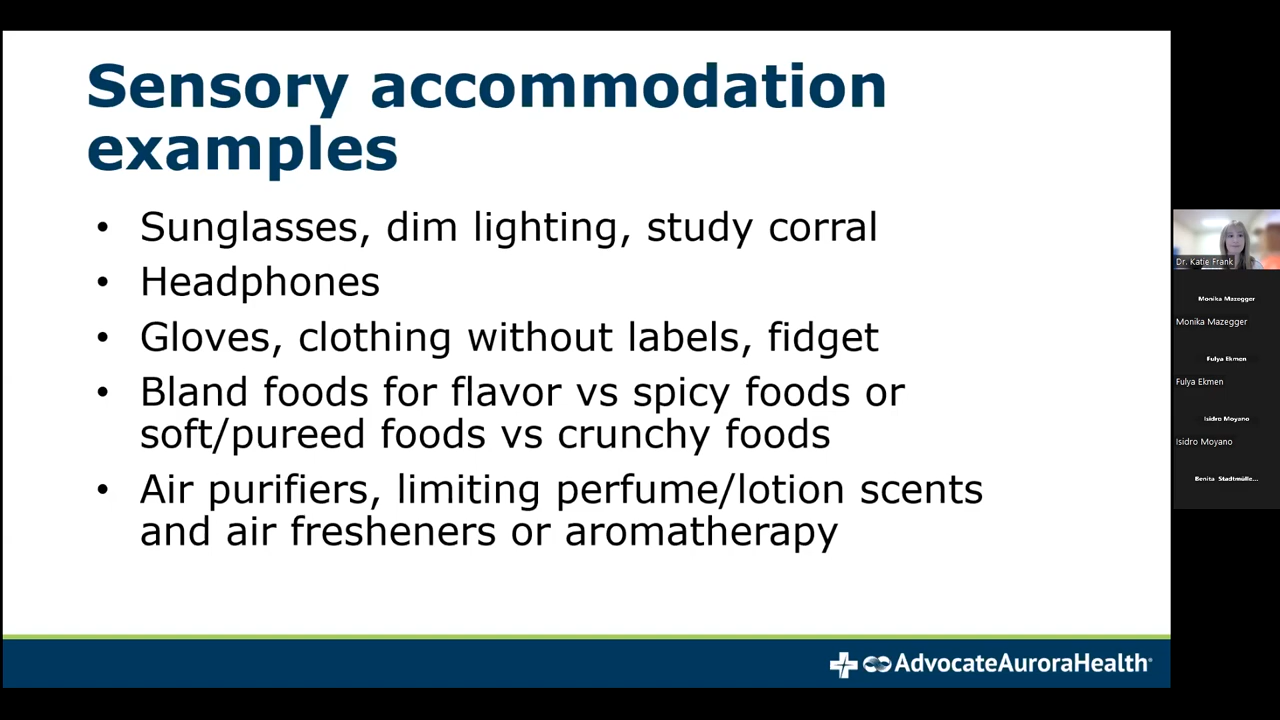 Sensory accommodation
examples
• Sunglasses, dim lighting, study corral
• Headphones
• Gloves, clothing without labels, fidget
• Bland foods for flavor vs spicy foods or
soft/pureed foods vs crunchy foods
• Air purifiers, limiting perfume/lotion scents
and air fresheners or aromatherapy
AdvocateAuroraHealth®
Dr. Katie Frank
Monika Mazegger
Monika Mazegger
Fulya Ekmen
Fulya Ekmen
Isidro Moyano
Isidro Moyano
Benita Stadtmülle...